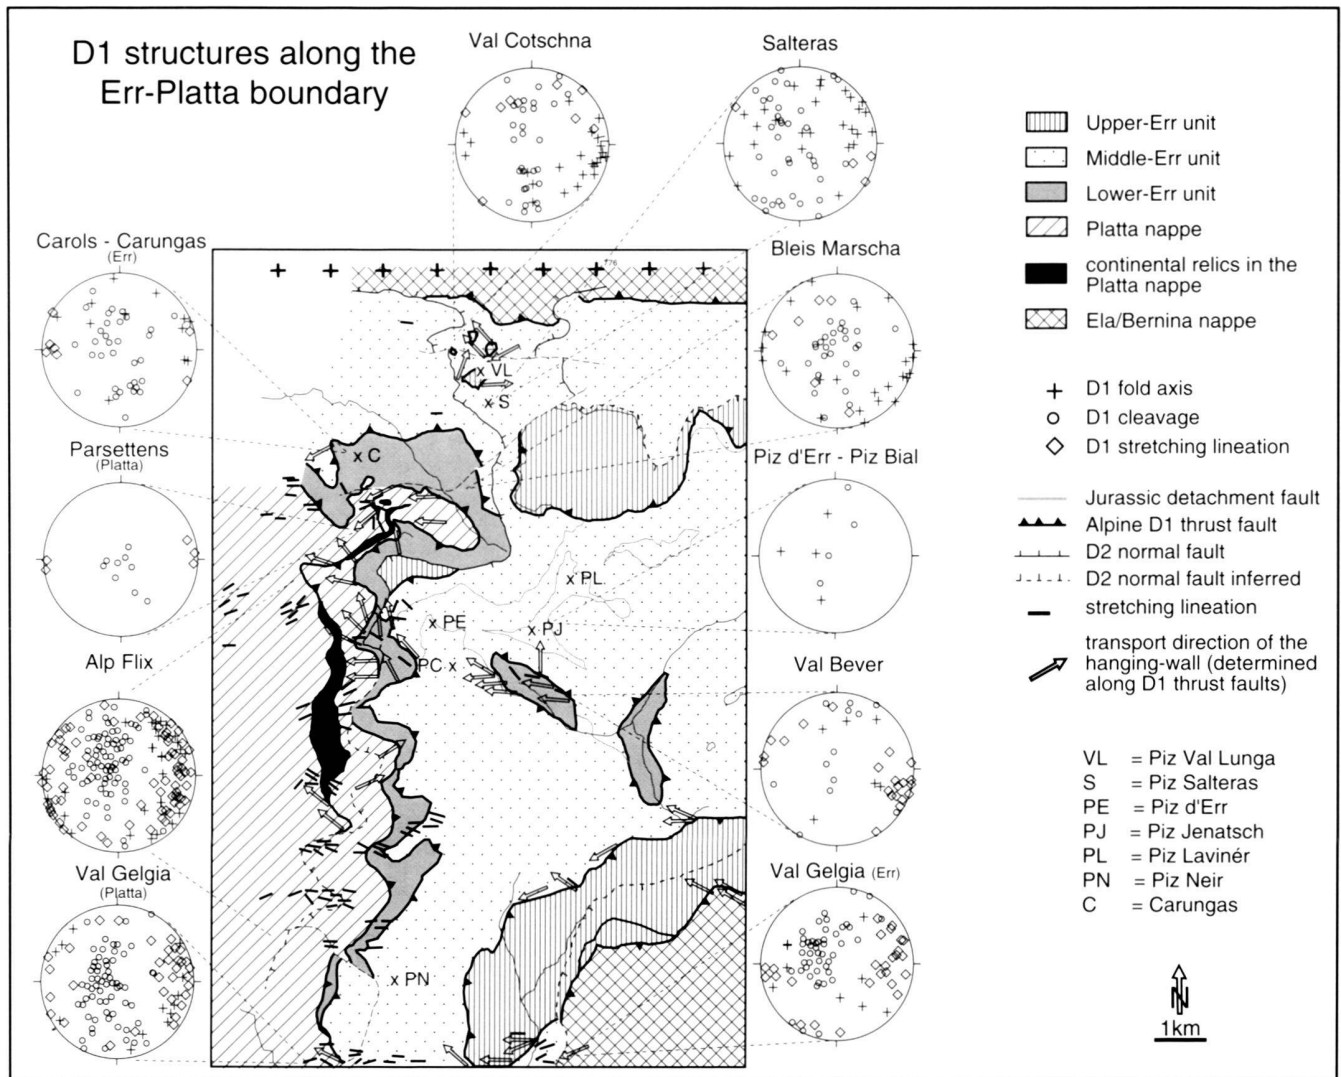 D1 structures along the
Err-Platta boundary
Val Cotschna
Salteras
Carols - Carungas
(Err)
Bleis Marscha
Parsettens
(Platta)
Piz d'Err - Piz Bial
Alp Flix
Val Bever
Val Gelgia
(Platta)
Val Gelgia (Err)
776
x VL
x S
x C
x PL
x PE
x PJ
PC x
x PN
Upper-Err unit
Middle-Err unit
Lower-Err unit
Platta nappe
continental relics in the
Platta nappe
Ela/Bernina nappe
D1 fold axis
D1 cleavage
D1 stretching lineation
Jurassic detachment fault
Alpine D1 thrust fault
D2 normal fault
D2 normal fault inferred
stretching lineation
transport direction of the
hanging-wall (determined
along D1 thrust faults)
VL = Piz Val Lunga
S = Piz Salteras
PE = Piz d'Err
PJ = Piz Jenatsch
PL = Piz Lavinér
PN = Piz Neir
C = Carungas
N
1km